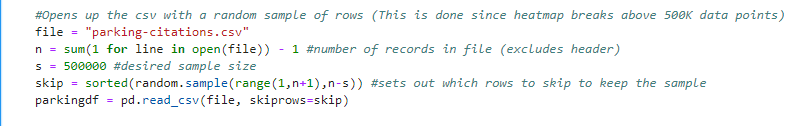 #Opens up the csv with a random sample of rows (This is done since heatmap breaks above 500K data points)
file = "parking-citations.csv"
n = sum(1 for line in open(file)) - 1 #number of records in file (excludes header)
s = 500000 #desired sample size
skip = sorted(random.sample(range(1,n+1),n-s)) #sets out which rows to skip to keep the sample
parkingdf = pd.read_csv(file, skiprows=skip)